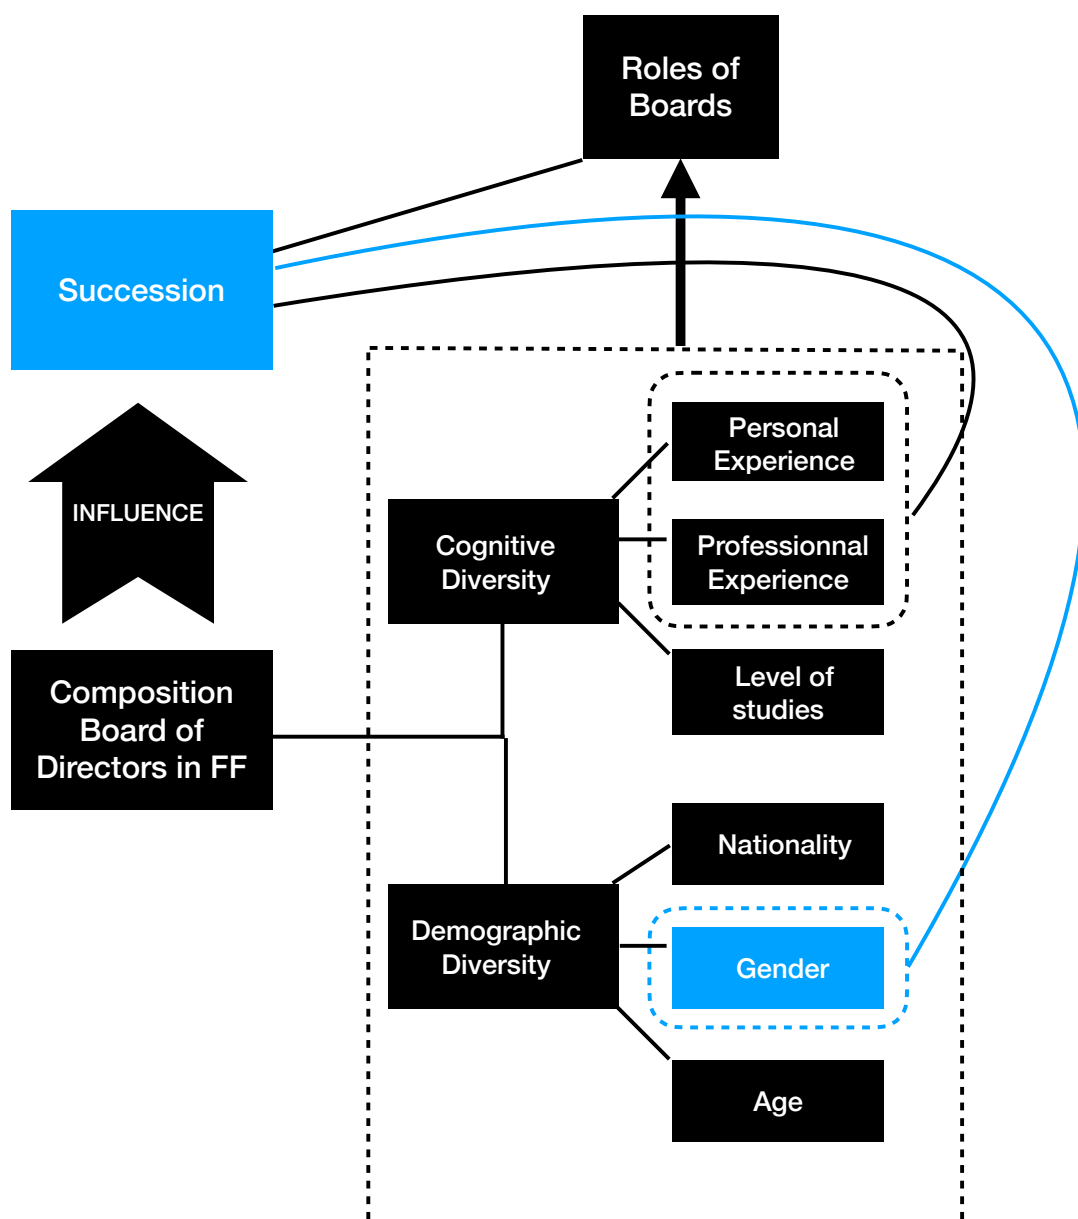 Roles of
Boards
Succession
INFLUENCE
Composition
Board of
Directors in FF
Cognitive
Diversity
Personal
Experience
Professionnal
Experience
Level of
studies
Demographic
Diversity
Nationality
Gender
Age